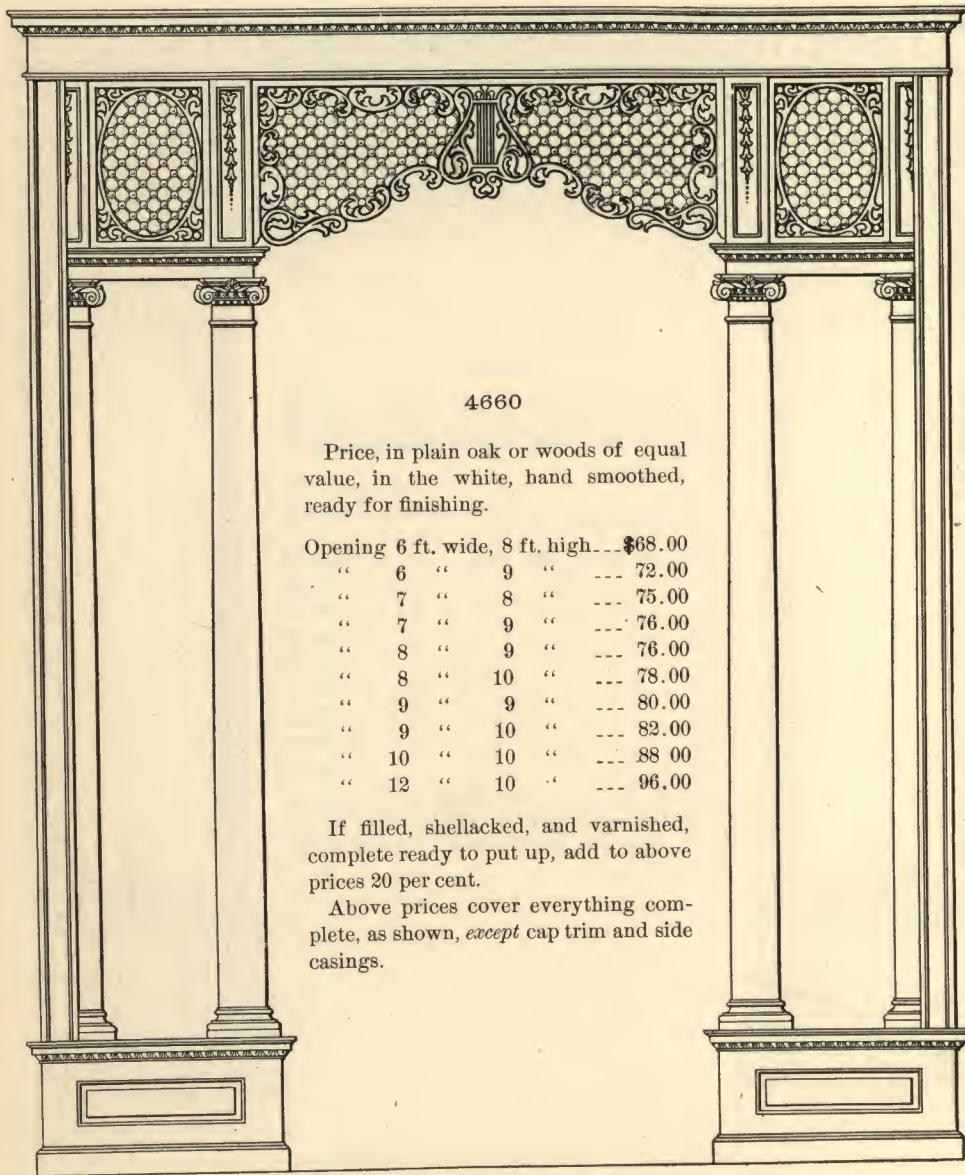 4660
Price, in plain oak or woods of equal
value, in the white, hand smoothed,
ready for finishing.
Opening 6 ft. wide, 8 ft. high---$68.00
“ 6 “ 9 “ --- 72.00
“ 7 “ 8 “ --- 75.00
“ 7 “ 9 “ --- 76.00
“ 8 “ 9 “ --- 76.00
“ 8 “ 10 “ --- 78.00
“ 9 “ 9 “ --- 80.00
“ 9 “ 10 “ --- 82.00
“ 10 “ 10 “ --- 88 00
“ 12 “ 10 “ --- 96.00
If filled, shellacked, and varnished,
complete ready to put up, add to above
prices 20 per cent.
Above prices cover everything com-
plete, as shown, except cap trim and side
casings.